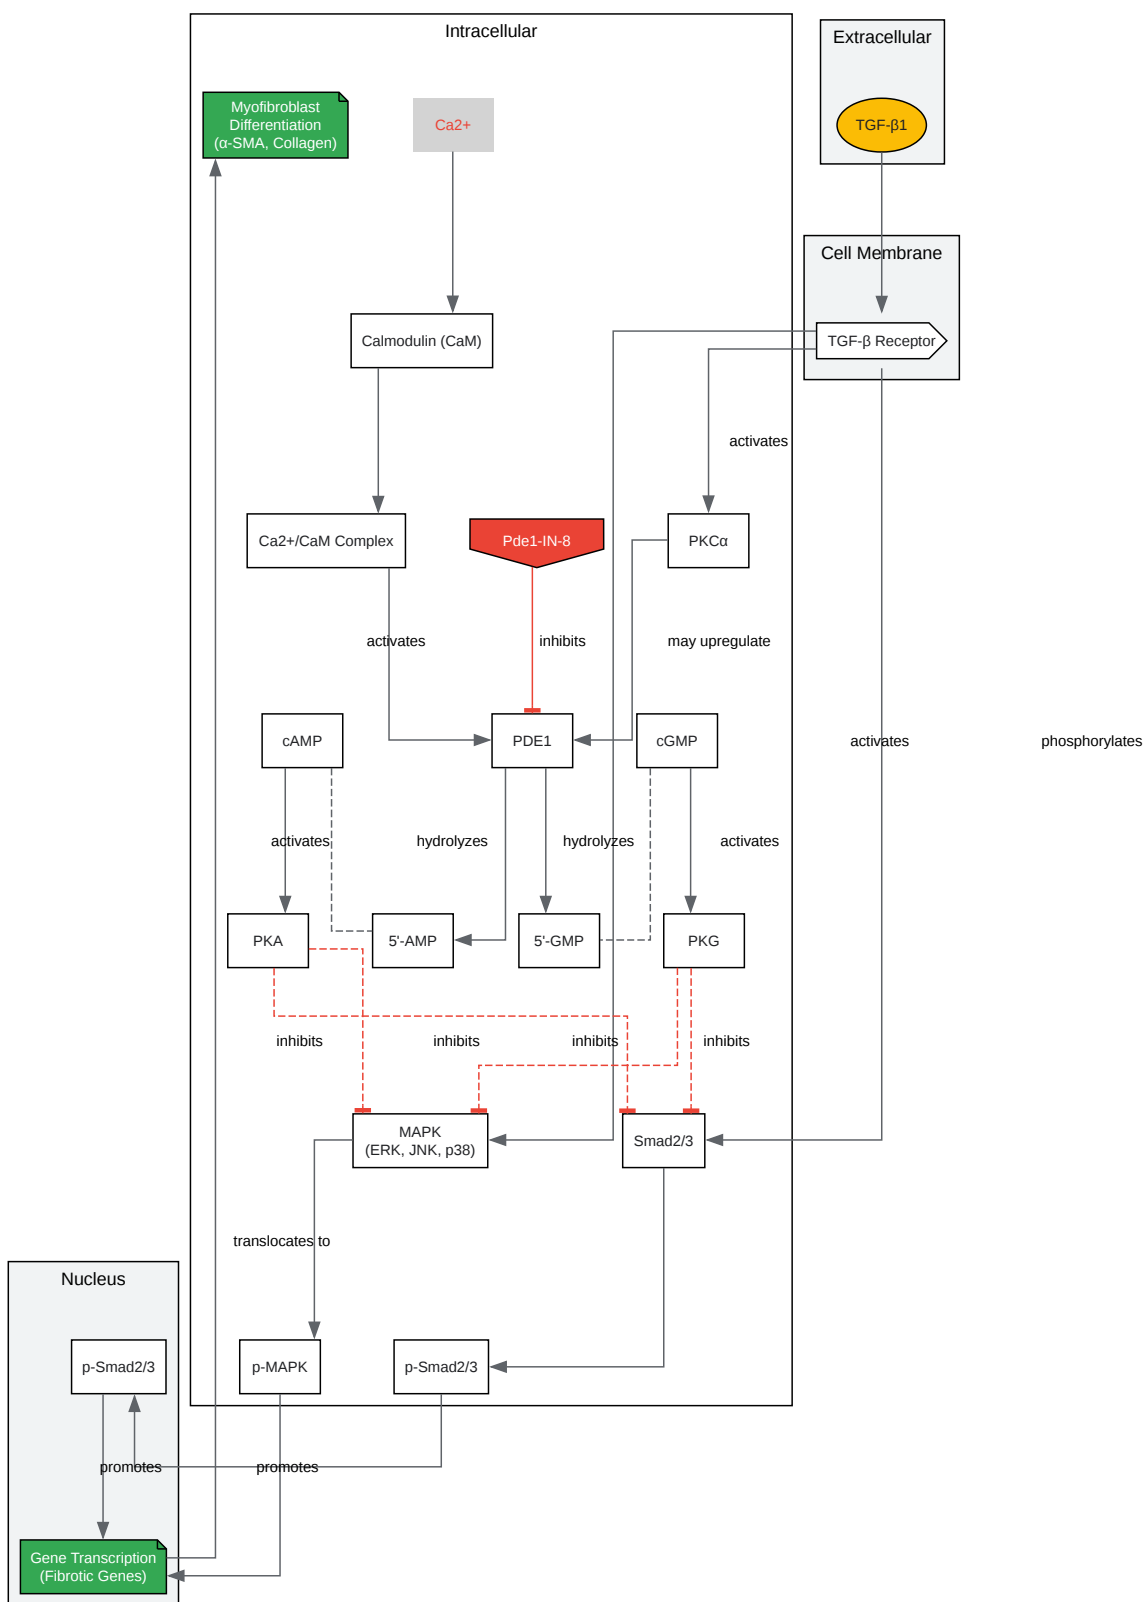 Intracellular
Extracellular
Myofibroblast
Differentiation
(α-SMA, Collagen)
Ca2+
TGF-β1
Cell Membrane
Calmodulin (CaM)
TGF-β Receptor
activates
Ca2+/CaM Complex
Pde1-IN-8
PKCα
activates
inhibits
may upregulate
cAMP
PDE1
cGMP
activates
phosphorylates
activates
hydrolyzes
hydrolyzes
activates
PKA
5'-AMP
5'-GMP
PKG
inhibits
inhibits
inhibits
inhibits
MAPK
(ERK, JNK, p38)
Smad2/3
translocates to
Nucleus
p-Smad2/3
p-MAPK
p-Smad2/3
promotes
promotes
Gene Transcription
(Fibrotic Genes)